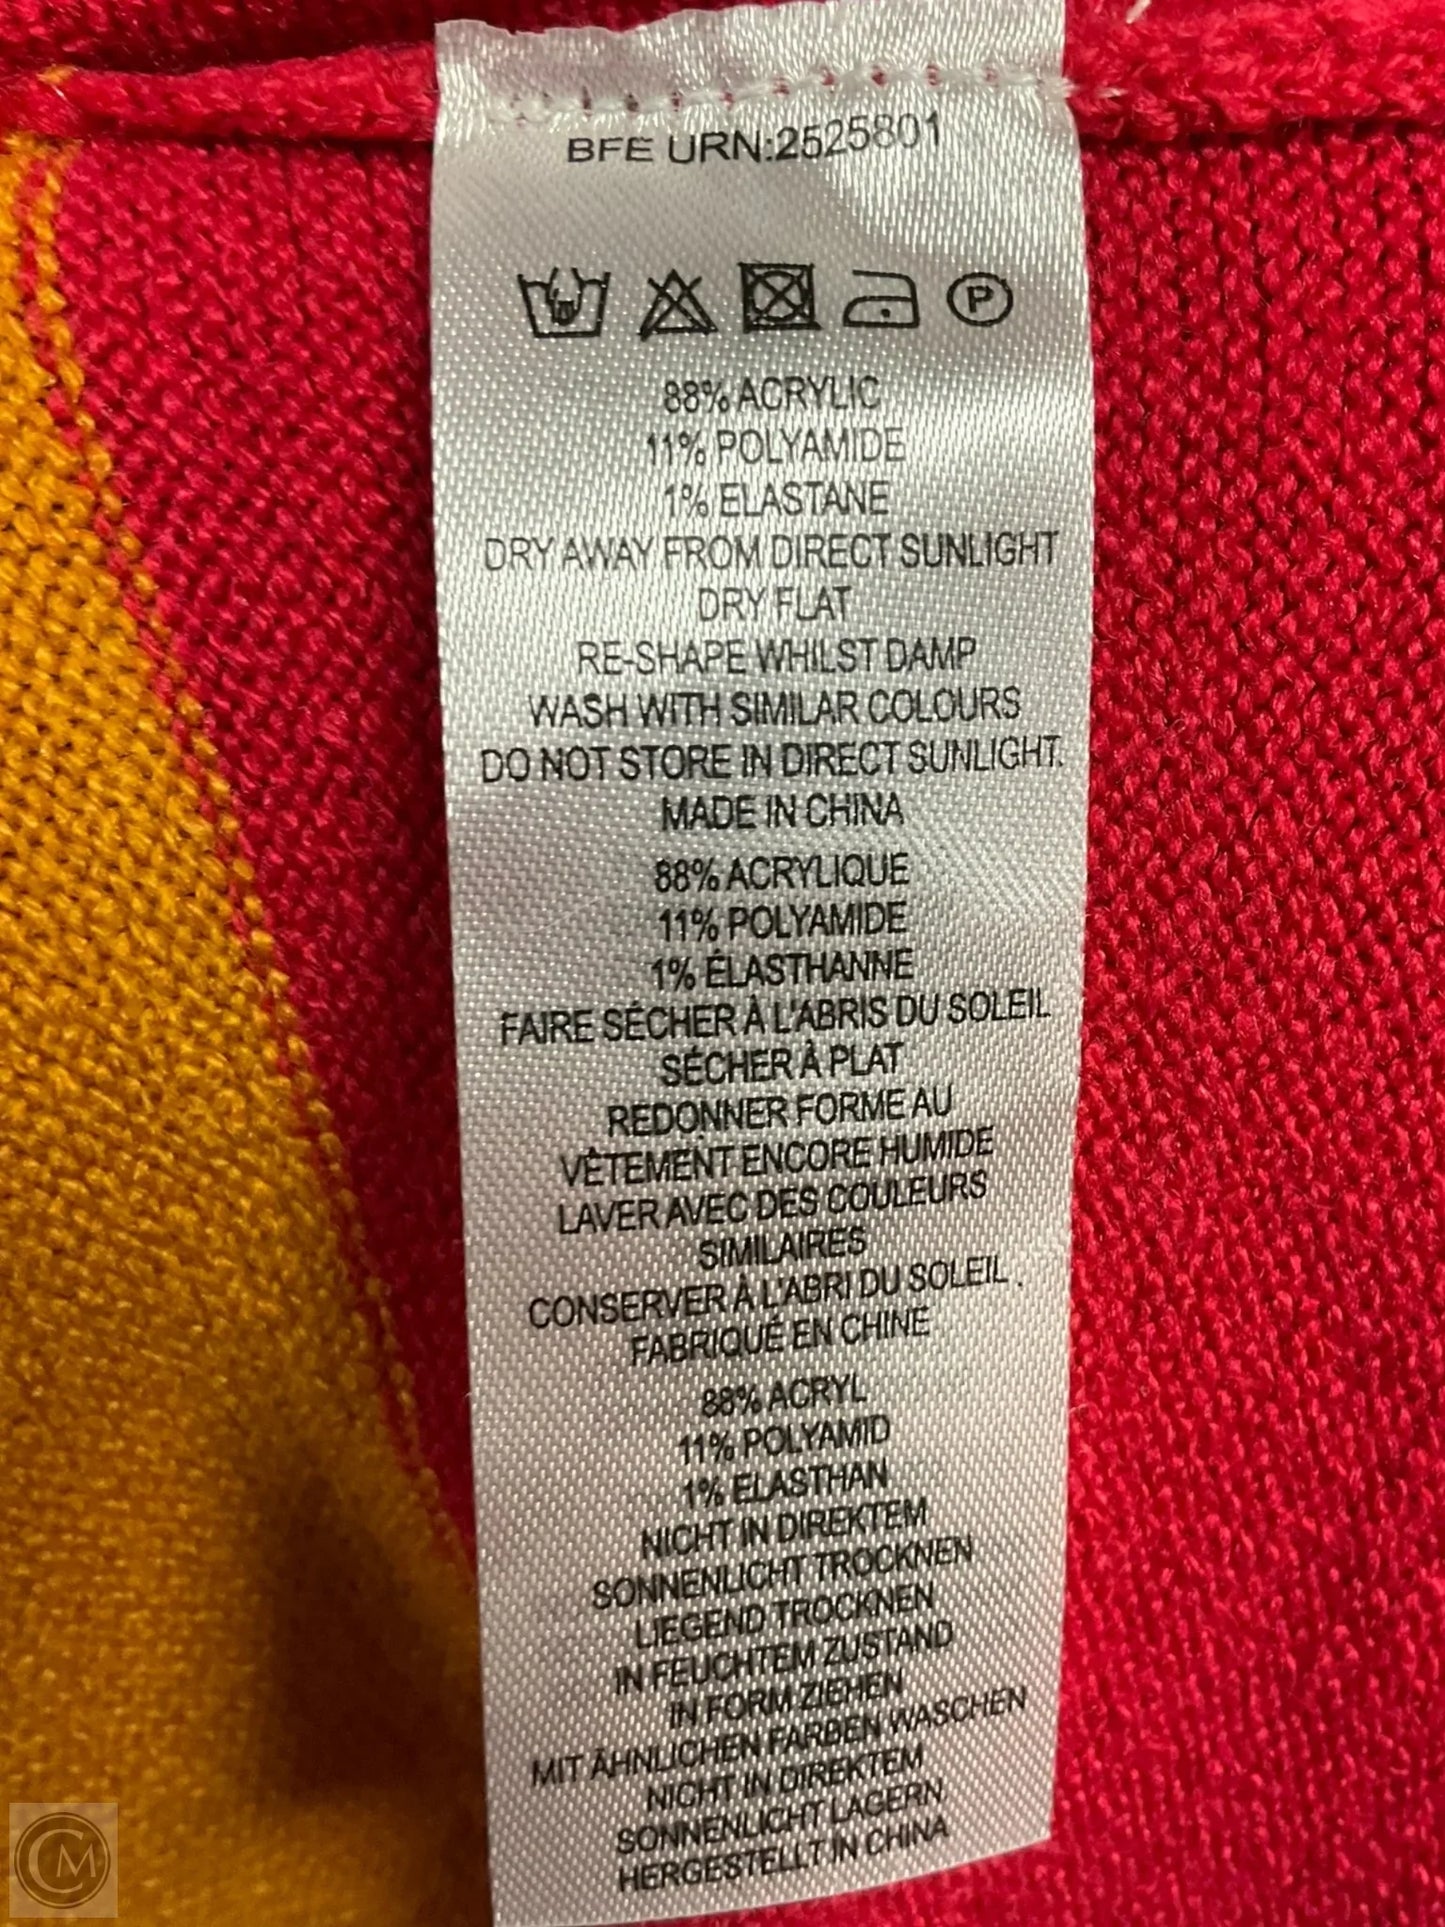 BFE URN:2525801
P
88% ACRYLIC
11% POLYAMIDE
1% ELASTANE
DRY AWAY FROM DIRECT SUNLIGHT
DRY FLAT
RE-SHAPE WHILST DAMP
WASH WITH SIMILAR COLOURS
DO NOT STORE IN DIRECT SUNLIGHT.
MADE IN CHINA
88% ACRYLIQUE
11% POLYAMIDE
1% ÉLASTHANNE
FAIRE SÉCHER À L'ABRIS DU SOLEIL
SÉCHER À PLAT
REDONNER FORME AU
VÊTEMENT ENCORE HUMIDE
LAVER AVEC DES COULEURS
SIMILAIRES
CONSERVER À L'ABRI DU SOLEIL .
FABRIQUÉ EN CHINE
88% ACRYL
11% POLYAMID
1% ELASTHAN
NICHT IN DIREKTEM
SONNENLICHT TROCKNEN
LIEGEND TROCKNEN
IN FEUCHTEM ZUSTAND
IN FORM ZIEHEN
MIT ÄHNLICHEN FARBEN WASCHEN
NICHT IN DIREKTEM
SONNENLICHT LAGERN
HERGESTELLT IN CHINA
CM